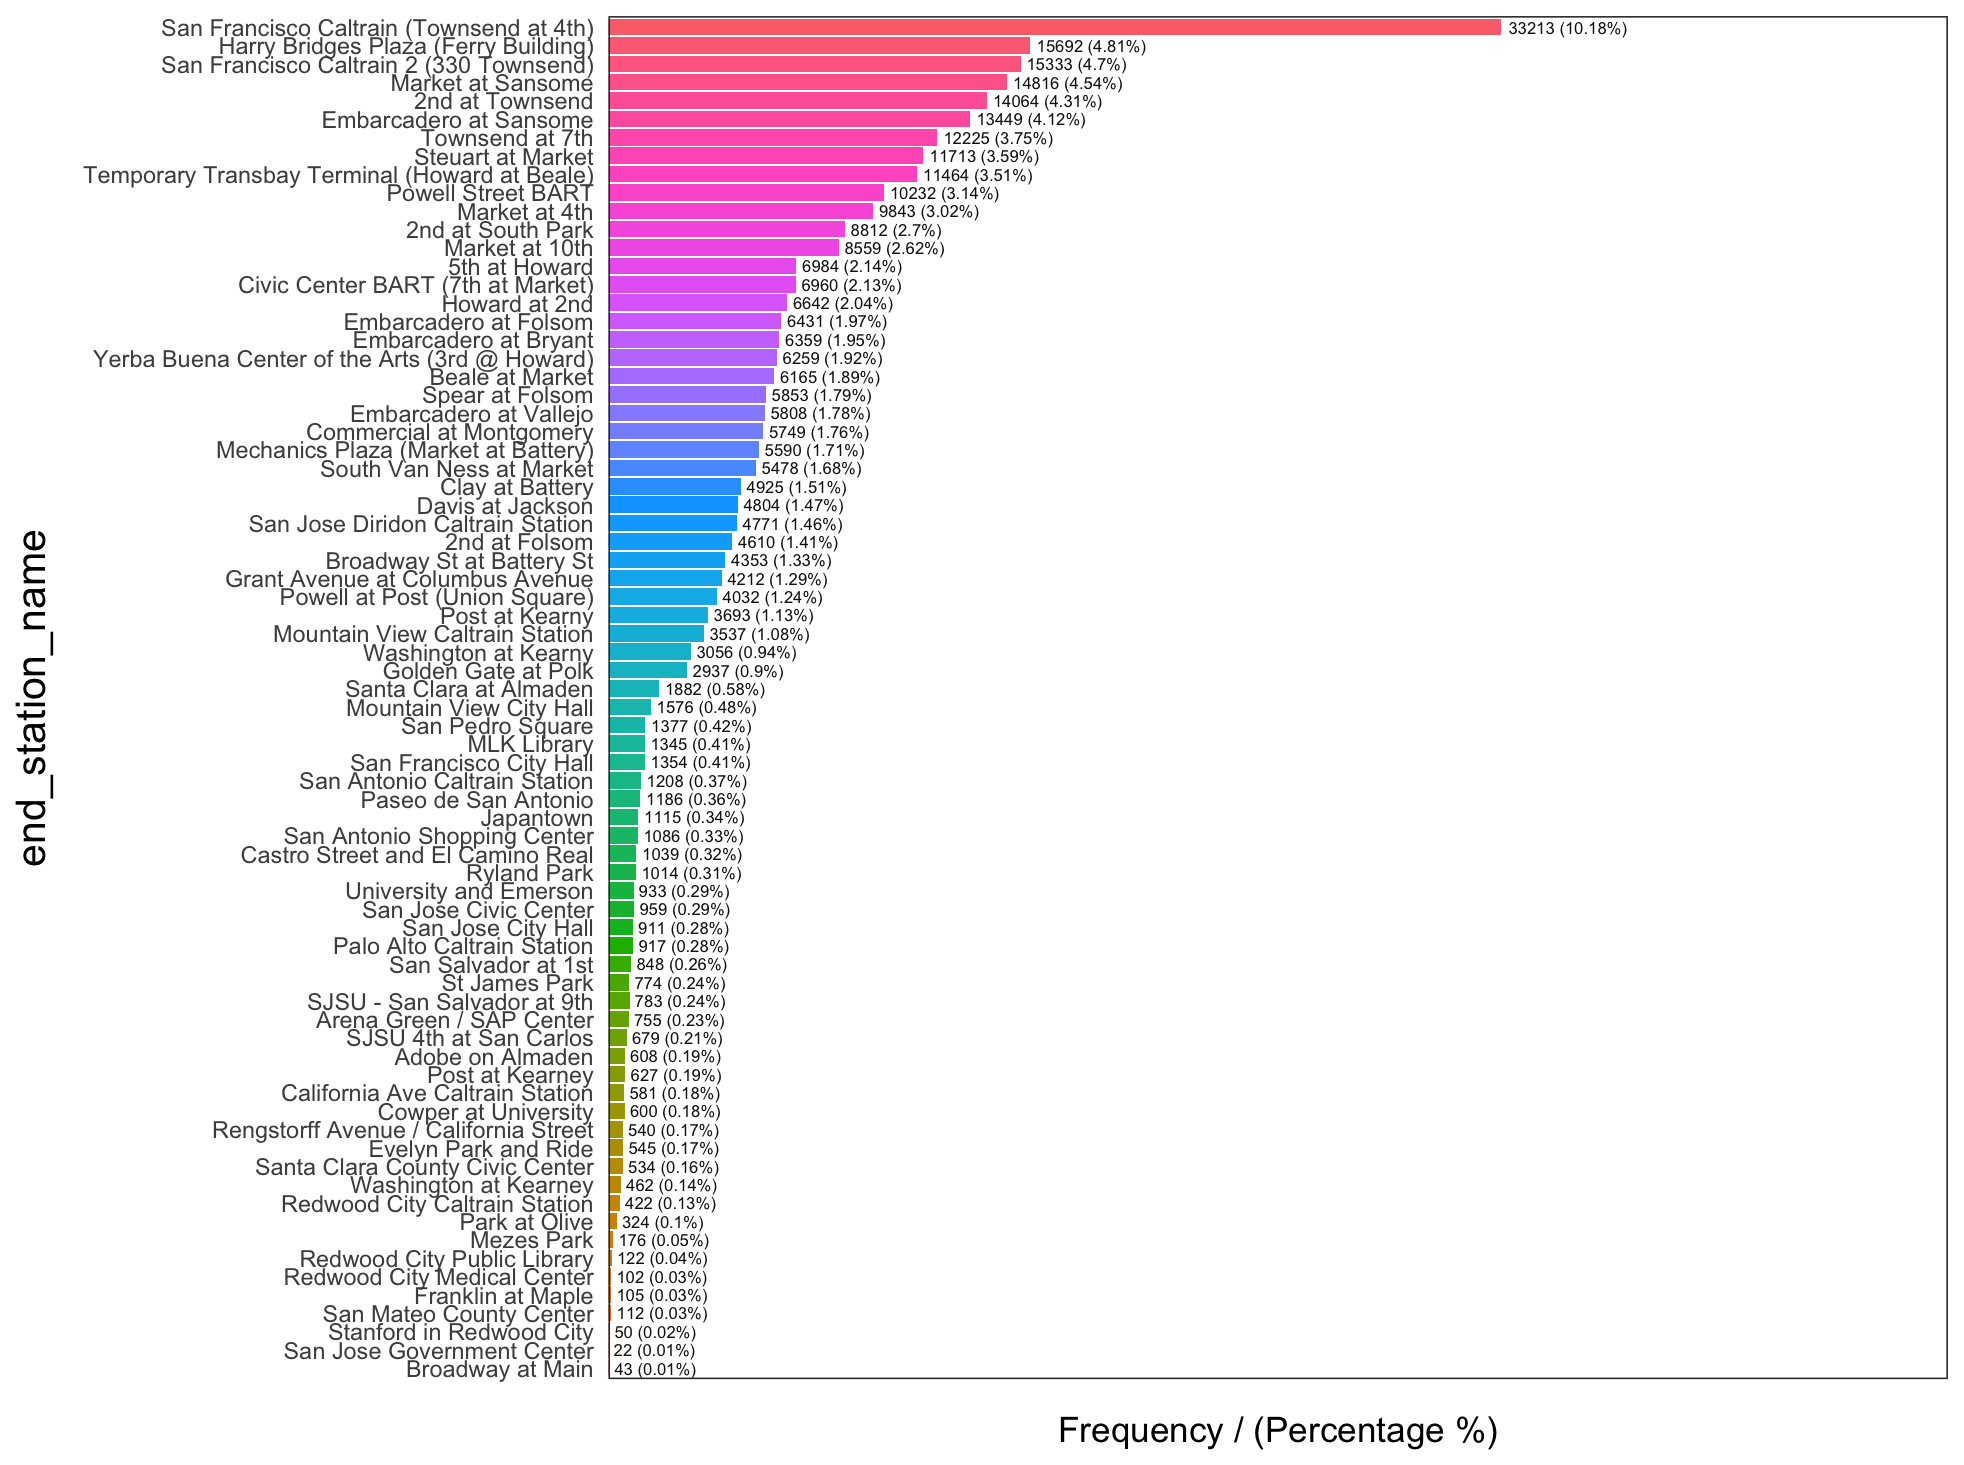 San Francisco Caltrain (Townsend at 4th) 33213 (10.18%)
Harry Bridges Plaza (Ferry Building) 15692 (4.81%)
San Francisco Caltrain 2 (330 Townsend) 15333 (4.7%)
Market at Sansome 14816 (4.54%)
2nd at Townsend 14064 (4.31%)
Embarcadero at Sansome 13449 (4.12%)
Townsend at 7th 12225 (3.75%)
Steuart at Market 11713 (3.59%)
Temporary Transbay Terminal (Howard at Beale) 11464 (3.51%)
Powell Street BART 10232 (3.14%)
Market at 4th 9843 (3.02%)
2nd at South Park 8812 (2.7%)
Market at 10th 8559 (2.62%)
5th at Howard 6984 (2.14%)
Civic Center BART (7th at Market) 6960 (2.13%)
Howard at 2nd 6642 (2.04%)
Embarcadero at Folsom 6431 (1.97%)
Embarcadero at Bryant 6359 (1.95%)
Yerba Buena Center of the Arts (3rd @ Howard) 6259 (1.92%)
Beale at Market 6165 (1.89%)
Spear at Folsom 5853 (1.79%)
Embarcadero at Vallejo 5808 (1.78%)
Commercial at Montgomery 5749 (1.76%)
Mechanics Plaza (Market at Battery) 5590 (1.71%)
South Van Ness at Market 5478 (1.68%)
Clay at Battery 4925 (1.51%)
Davis at Jackson 4804 (1.47%)
San Jose Diridon Caltrain Station 4771 (1.46%)
2nd at Folsom 4610 (1.41%)
Broadway St at Battery St 4353 (1.33%)
Grant Avenue at Columbus Avenue 4212 (1.29%)
Powell at Post (Union Square) 4032 (1.24%)
Post at Kearny 3693 (1.13%)
Mountain View Caltrain Station 3537 (1.08%)
Washington at Kearny 3056 (0.94%)
Golden Gate at Polk 2937 (0.9%)
Santa Clara at Almaden 1882 (0.58%)
Mountain View City Hall 1576 (0.48%)
San Pedro Square 1377 (0.42%)
MLK Library 1345 (0.41%)
San Francisco City Hall 1354 (0.41%)
San Antonio Caltrain Station 1208 (0.37%)
Paseo de San Antonio 1186 (0.36%)
Japantown 1115 (0.34%)
San Antonio Shopping Center 1086 (0.33%)
Castro Street and El Camino Real 1039 (0.32%)
Ryland Park 1014 (0.31%)
University and Emerson 933 (0.29%)
San Jose Civic Center 959 (0.29%)
San Jose City Hall 911 (0.28%)
Palo Alto Caltrain Station 917 (0.28%)
San Salvador at 1st 848 (0.26%)
St James Park 774 (0.24%)
SJSU - San Salvador at 9th 783 (0.24%)
Arena Green / SAP Center 755 (0.23%)
SJSU 4th at San Carlos 679 (0.21%)
Adobe on Almaden 608 (0.19%)
Post at Kearney 627 (0.19%)
California Ave Caltrain Station 581 (0.18%)
Cowper at University 600 (0.18%)
Rengstorff Avenue / California Street 540 (0.17%)
Evelyn Park and Ride 545 (0.17%)
Santa Clara County Civic Center 534 (0.16%)
Washington at Kearney 462 (0.14%)
Redwood City Caltrain Station 422 (0.13%)
Park at Olive 324 (0.1%)
Mezes Park 176 (0.05%)
Redwood City Public Library 122 (0.04%)
Redwood City Medical Center 102 (0.03%)
Franklin at Maple 105 (0.03%)
San Mateo County Center 112 (0.03%)
Stanford in Redwood City 50 (0.02%)
San Jose Government Center 22 (0.01%)
Broadway at Main 43 (0.01%)
end_station_name
Frequency / (Percentage %)